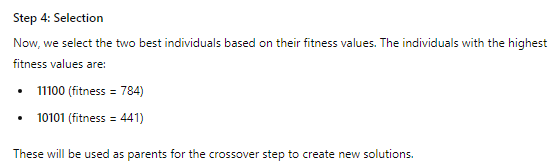 Step 4: Selection
Now, we select the two best individuals based on their fitness values. The individuals with the highest
fitness values are:
• 11100 (fitness = 784)
• 10101 (fitness = 441)
These will be used as parents for the crossover step to create new solutions.